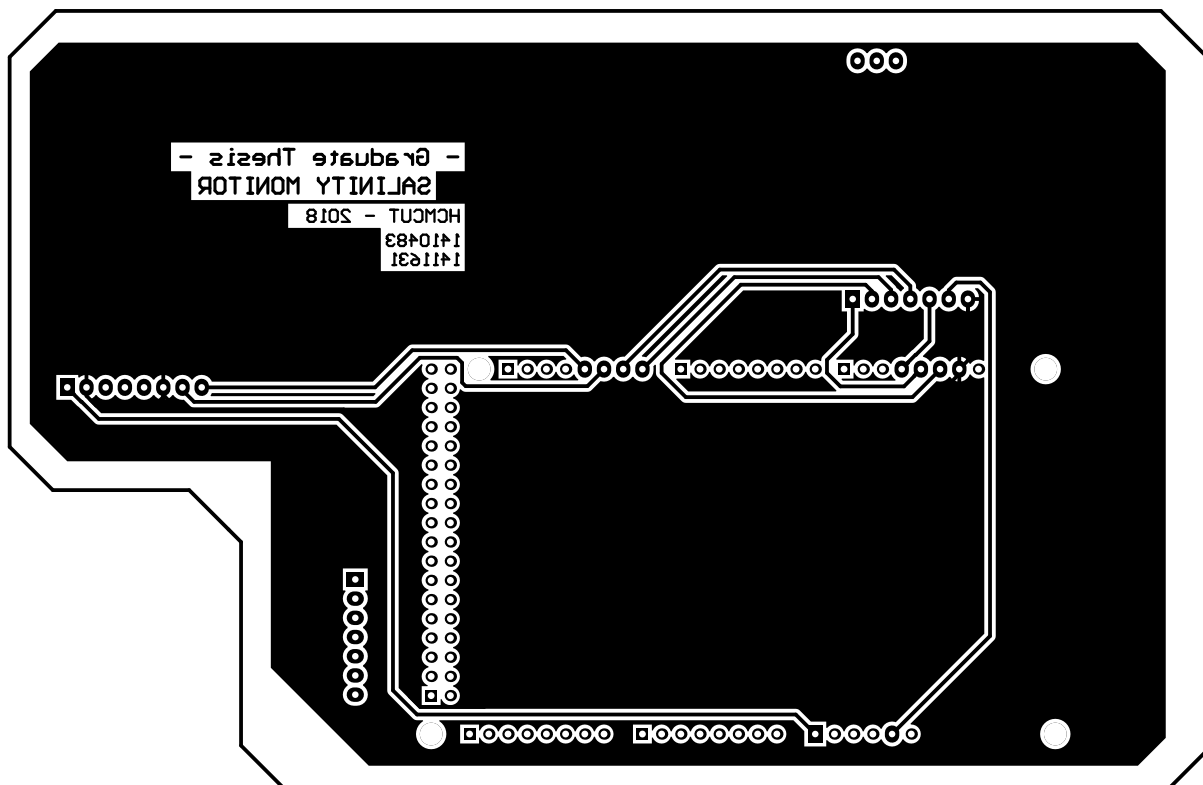 - Graduate Thesis -
SALINITY MONITOR
HCMCUT - 2018
1410483
1411631